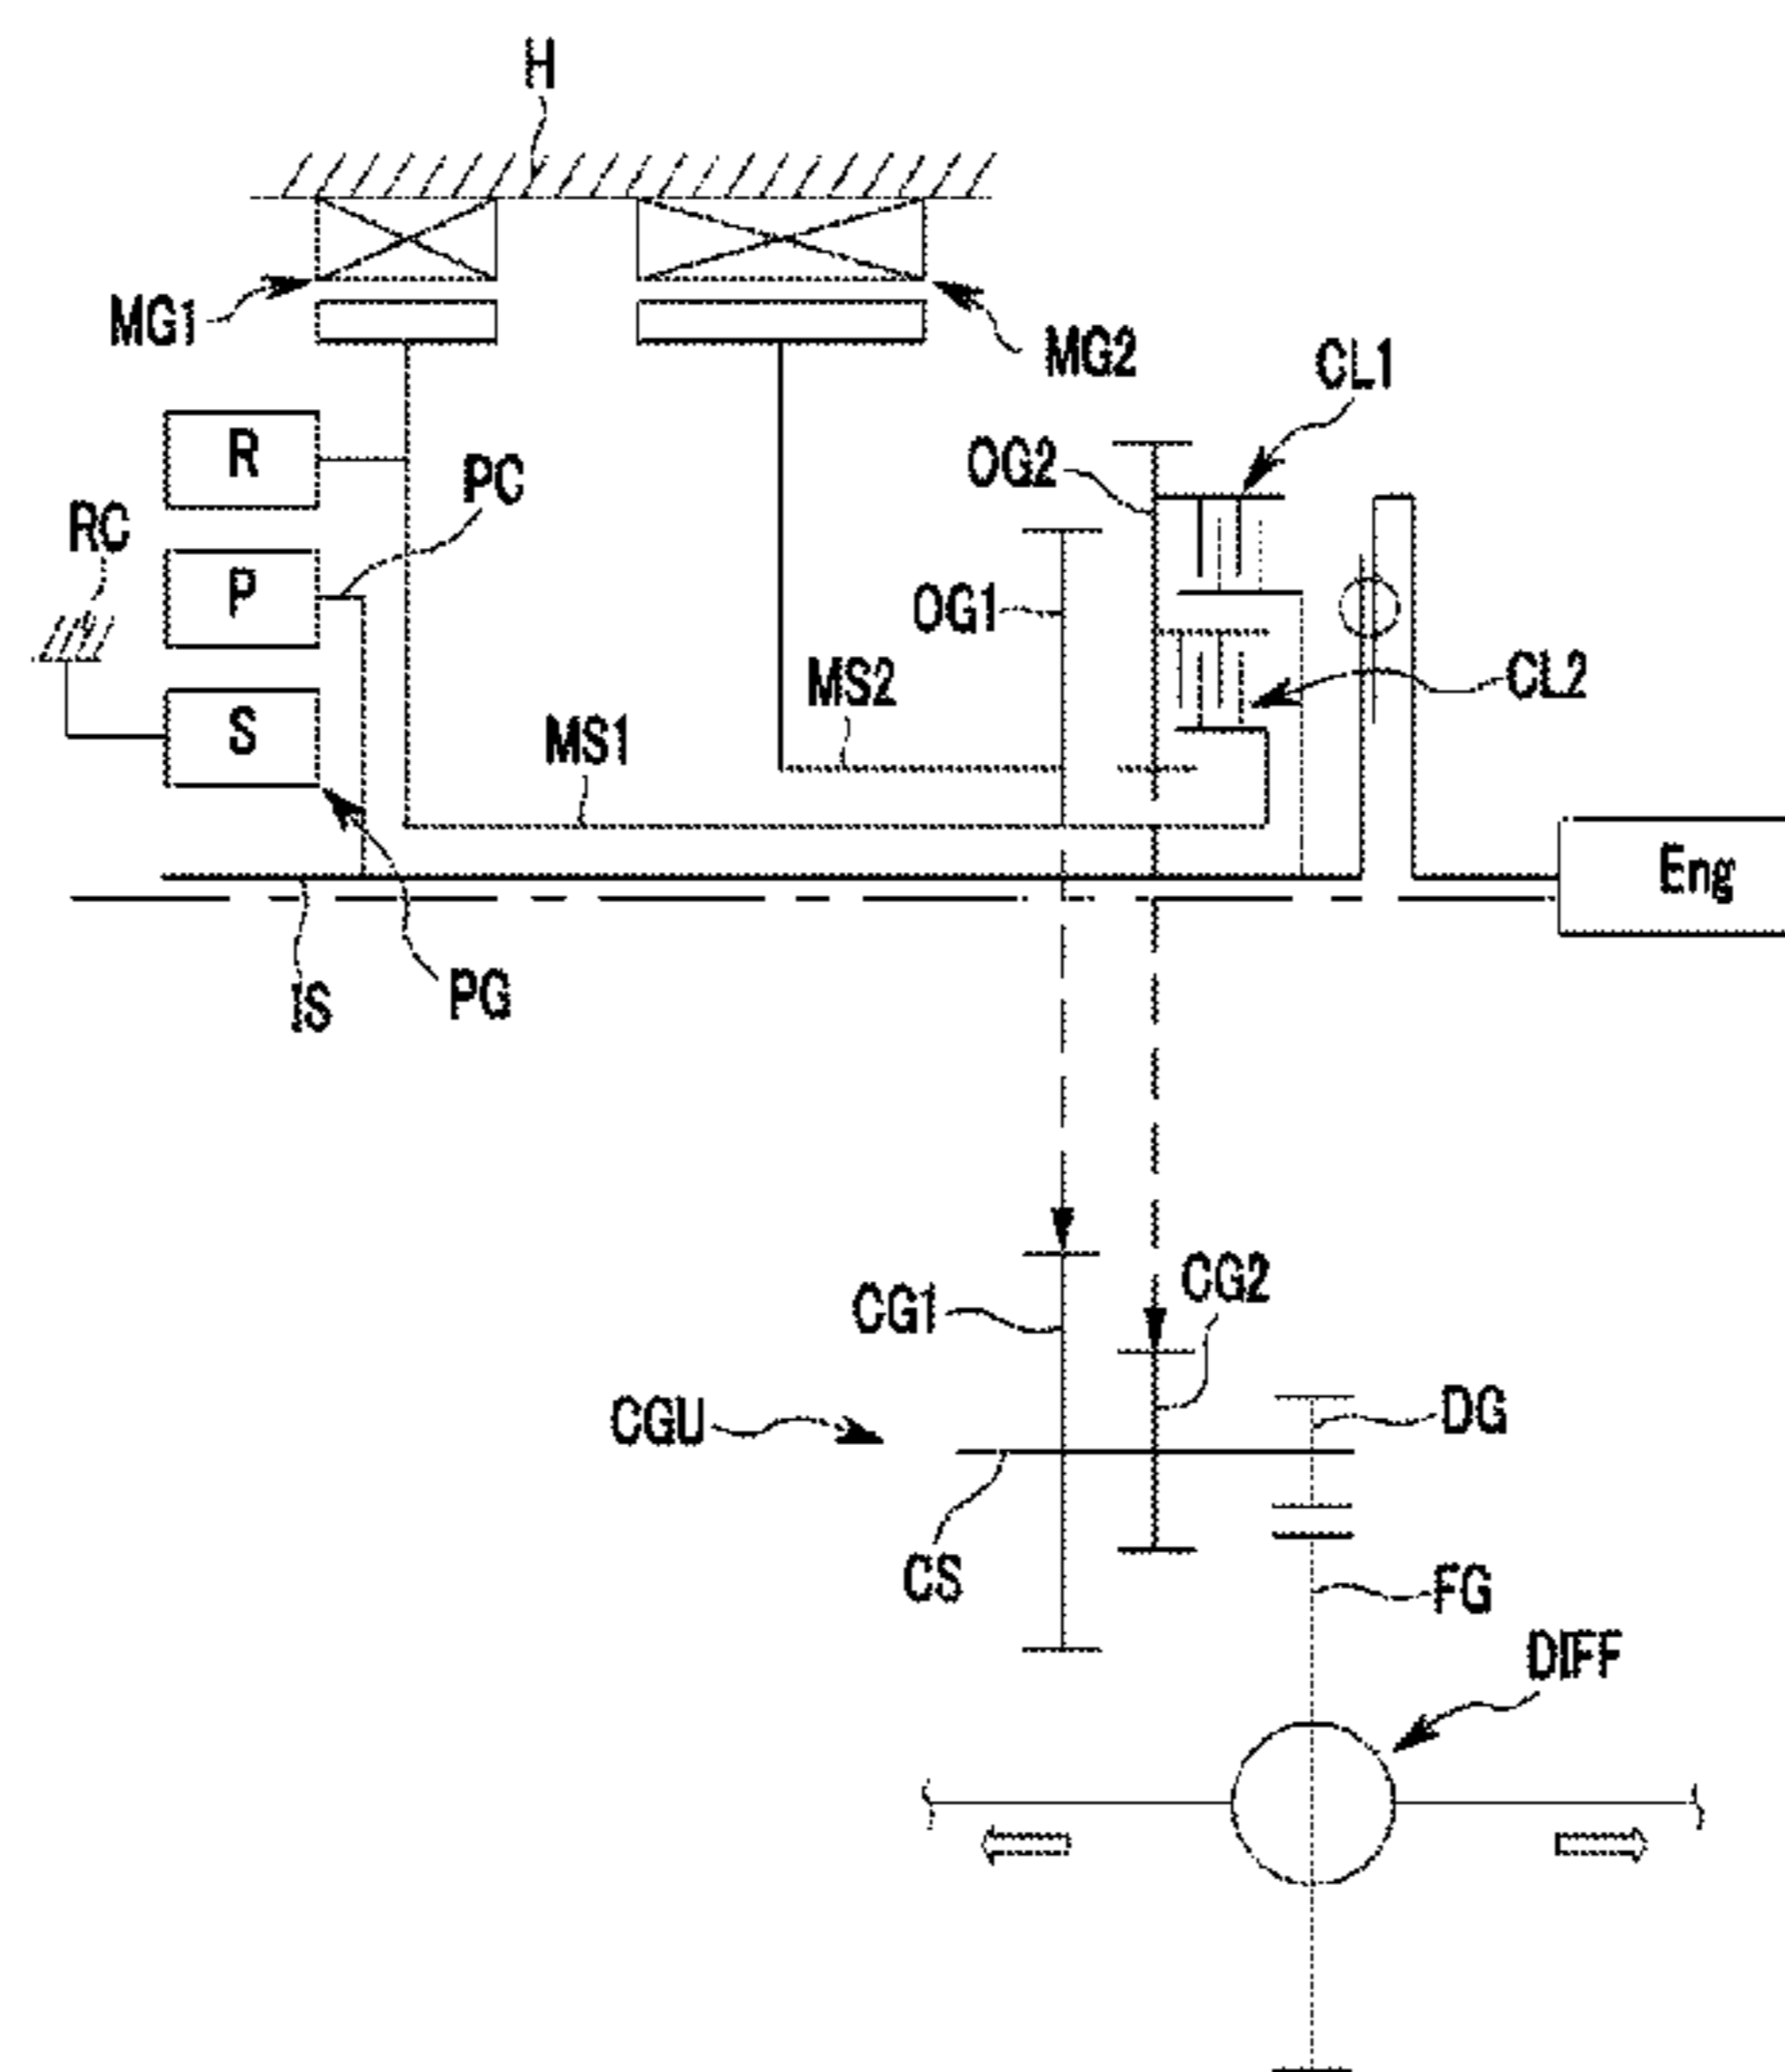 H
MG1
MG2
CL1
OG2
R
PC
RC
P
OG1
MS2
CL2
S
MS1
Eng
IS
PG
CG1
CG2
CGU
DG
CS
FG
DIFF